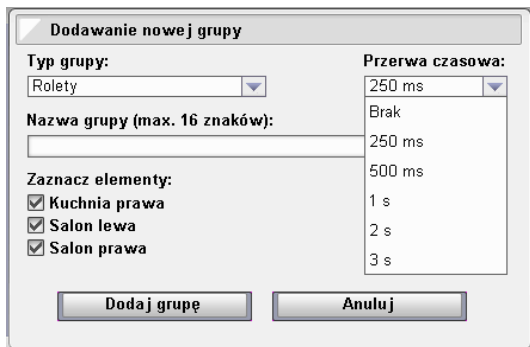 Dodawanie nowej grupy
Typ grupy:
Przerwa czasowa:
Rolety
250 ms
Brak
250 ms
500 ms
1 s
2 s
3 s
Nazwa grupy (max. 16 znaków):
Zaznacz elementy:
Kuchnia prawa
Salon lewa
Salon prawa
Dodaj grupę
Anuluj